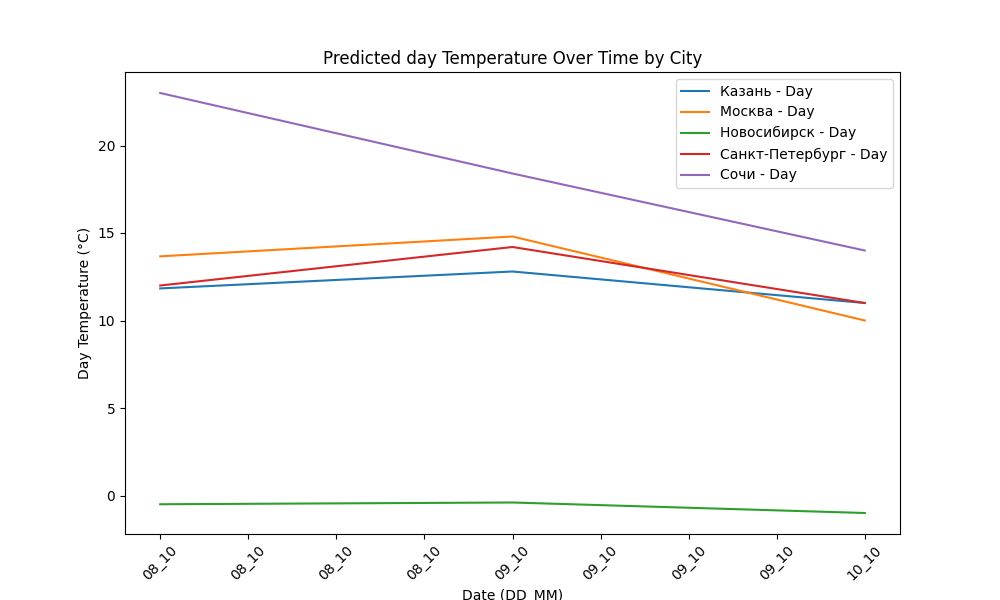 Predicted day Temperature Over Time by City
Казань - Day
Москва - Day
Новосибирск - Day
Санкт-Петербург - Day
Сочи - Day
Day Temperature (°C)
20
15
10
5
0
08_10
08_10
08_10
08_10
09_10
09_10
09_10
09_10
10_10
Date (DD_MM)